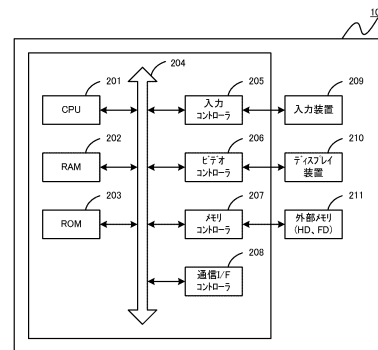 10
204
201
CPU
205
入力
コントローラ
209
入力装置
202
RAM
206
ビデオ
コントローラ
210
ディスプレイ
装置
203
ROM
207
メモリ
コントローラ
211
外部メモリ
(HD、FD)
208
通信I/F
コントローラ